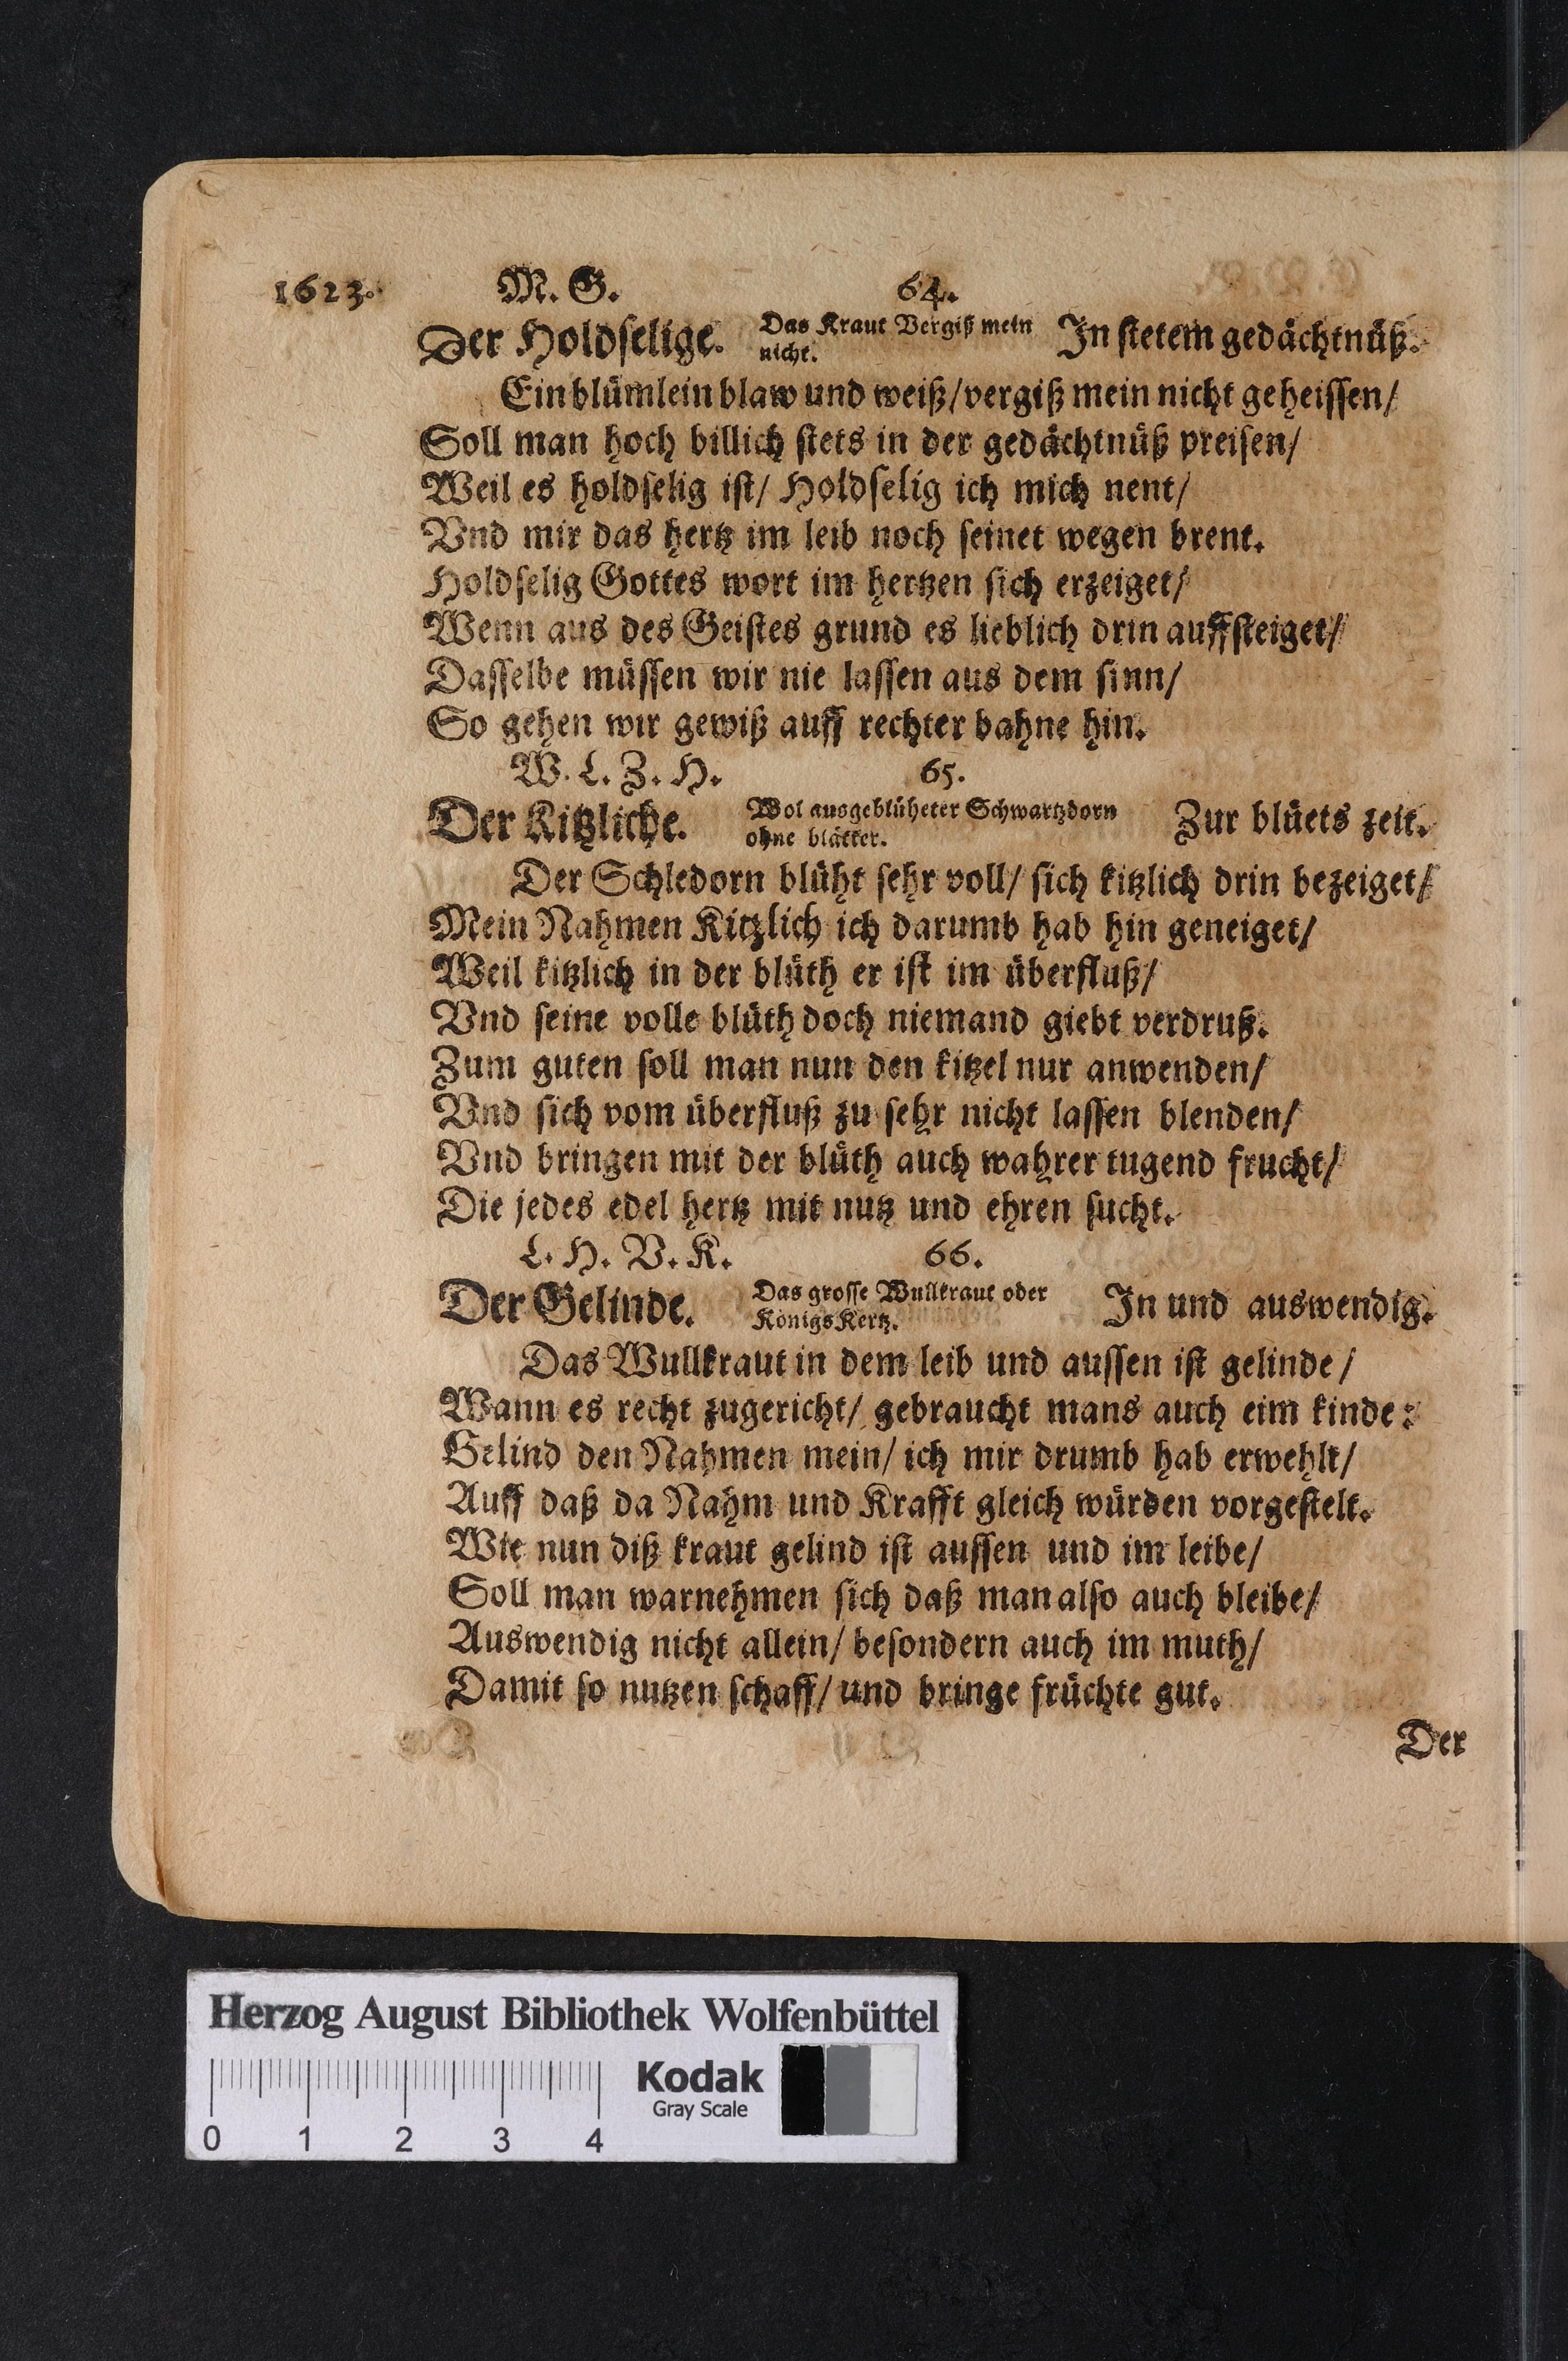 1623. M. G. 64.
Der Holdselige. Das Kraut Vergiß mein nicht. In stetem gedächtnüß.
Ein blümlein blaw und weiß/ vergiß mein nicht geheissen/
Soll man hoch billich stets in der gedächtnüß preisen/
Weil es holdselig ist/ Holdselig ich mich nent/
Vnd mir das hertz im leib noch seinet wegen brent.
Holdselig Gottes wort im hertzen sich erzeiget/
Wenn aus des Geistes grund es lieblich drin auffsteiget/
Dasselbe müssen wir nie lassen aus dem sinn/
So gehen wir gewiß auff rechter bahne hin.
W. L. Z. H. 65.
Der Kitzliche. Wol ausgeblüheter Schwartzdorn ohne blätter. Zur blüets zeit.
Der Schledorn blüht sehr voll/ sich kitzlich drin bezeiget/
Mein Nahmen Kitzlich ich darumb hab hin geneiget/
Weil kitzlich in der blüth er ist im überfluß/
Vnd seine volle blüth doch niemand giebt verdruß.
Zum guten soll man nun den kitzel nur anwenden/
Vnd sich vom überfluß zu sehr nicht lassen blenden/
Vnd bringen mit der blüth auch wahrer tugend frucht/
Die jedes edel hertz mit nutz und ehren sucht.
L. H. V. K. 66.
Der Gelinde. Das grosse Wullkraut oder Königs Kertz. In und auswendig.
Das Wullkraut in dem leib und aussen ist gelinde/
Wann es recht zugericht/ gebraucht mans auch eim kinde:
Gelind den Nahmen mein/ ich mir drumb hab erwehlt/
Auff daß da Nahm und Krafft gleich würden vorgestelt.
Wie nun diß kraut gelind ist aussen und im leibe/
Soll man warnehmen sich daß man also auch bleibe/
Auswendig nicht allein/ besondern auch im muth/
Damit so nutzen schaff/ und bringe früchte gut.
Der
Herzog August Bibliothek Wolfenbüttel
Kodak
Gray Scale
0 1 2 3 4